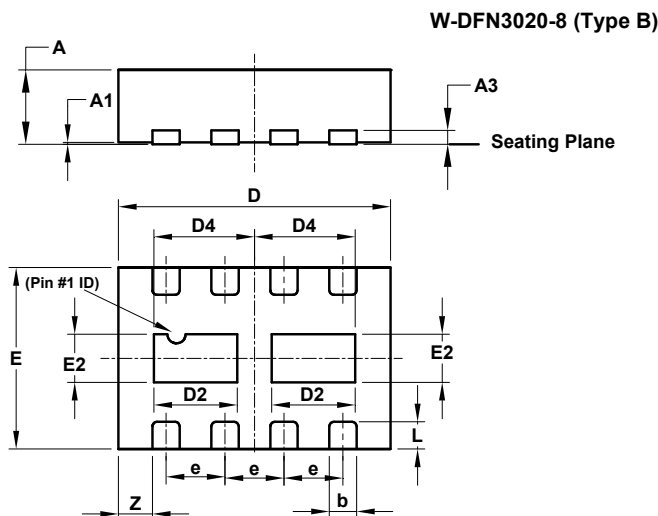 W-DFN3020-8 (Type B)
A
A3
A1
Seating Plane
D
D4 D4
(Pin #1 ID)
E
E2 E2
D2 D2
L
e e e
Z b